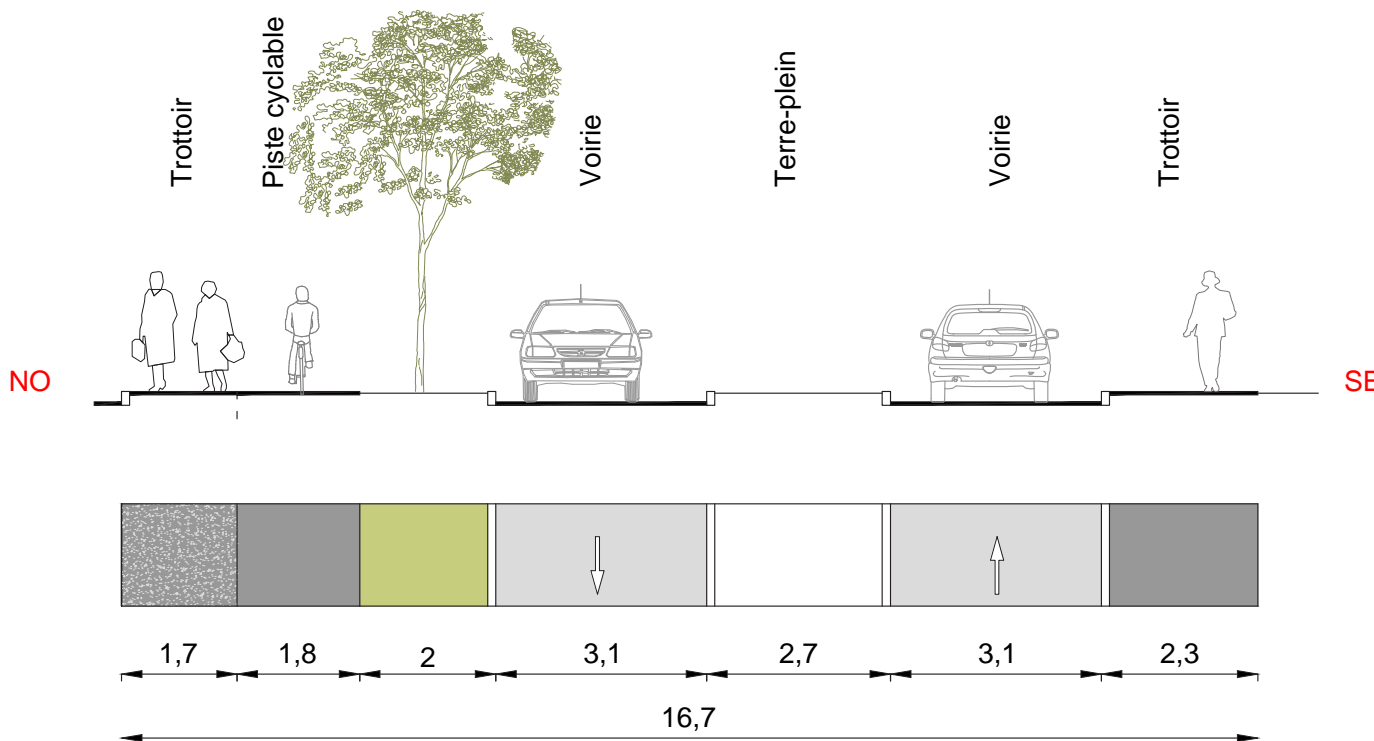 Trottoir
Piste cyclable
Voirie
Terre-plein
Voirie
Trottoir
NO
SE
1,7
1,8
2
3,1
2,7
3,1
2,3
16,7